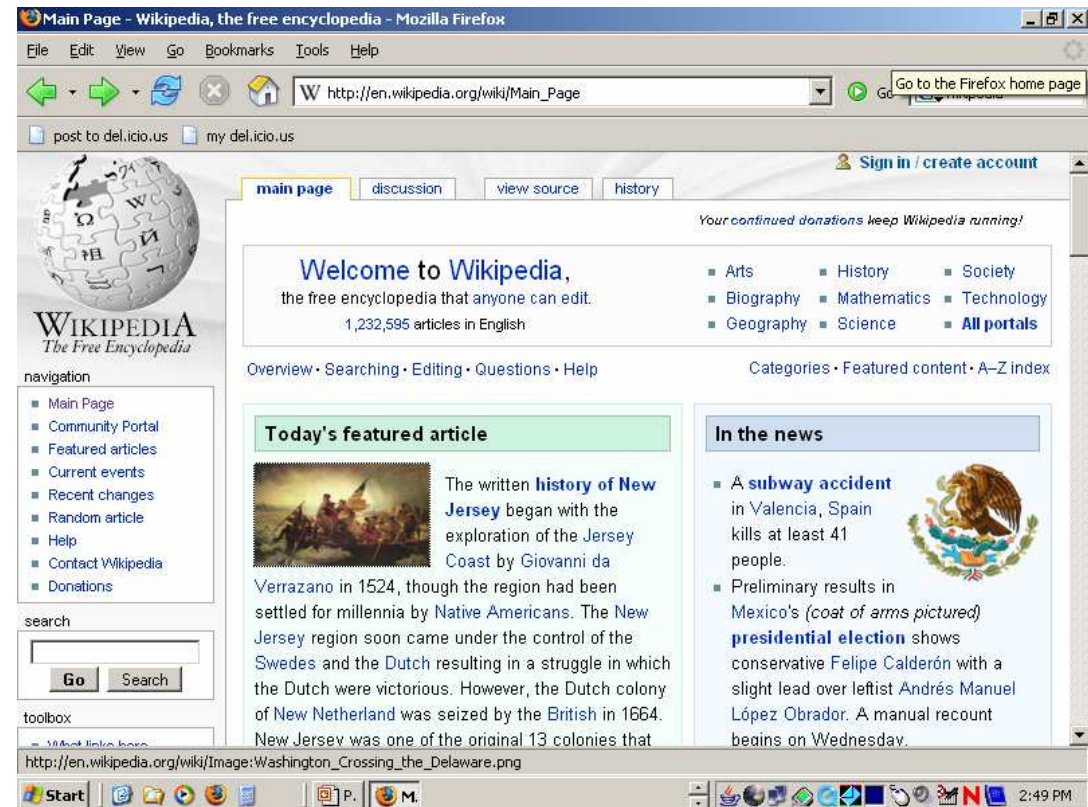 Main Page - Wikipedia, the free encyclopedia - Mozilla Firefox
File Edit View Go Bookmarks Tools Help
http://en.wikipedia.org/wiki/Main_Page
Go to the Firefox home page
post to del.icio.us my del.icio.us
Sign in / create account
main page discussion view source history
Your continued donations keep Wikipedia running!
WIKIPEDIA
The Free Encyclopedia
Welcome to Wikipedia,
the free encyclopedia that anyone can edit.
1,232,595 articles in English
Arts History Society
Biography Mathematics Technology
Geography Science All portals
Overview · Searching · Editing · Questions · Help
Categories · Featured content · A–Z index
navigation
Main Page
Community Portal
Featured articles
Current events
Recent changes
Random article
Help
Contact Wikipedia
Donations
search
Go Search
toolbox
What links here
Today's featured article
The written history of New
Jersey began with the
exploration of the Jersey
Coast by Giovanni da
Verrazano in 1524, though the region had been
settled for millennia by Native Americans. The New
Jersey region soon came under the control of the
Swedes and the Dutch resulting in a struggle in which
the Dutch were victorious. However, the Dutch colony
of New Netherland was seized by the British in 1664.
New Jersey was one of the original 13 colonies that
In the news
A subway accident
in Valencia, Spain
kills at least 41
people.
Preliminary results in
Mexico's (coat of arms pictured)
presidential election shows
conservative Felipe Calderón with a
slight lead over leftist Andrés Manuel
López Obrador. A manual recount
begins on Wednesday.
http://en.wikipedia.org/wiki/Image:Washington_Crossing_the_Delaware.png
Start P. M. 2:49 PM